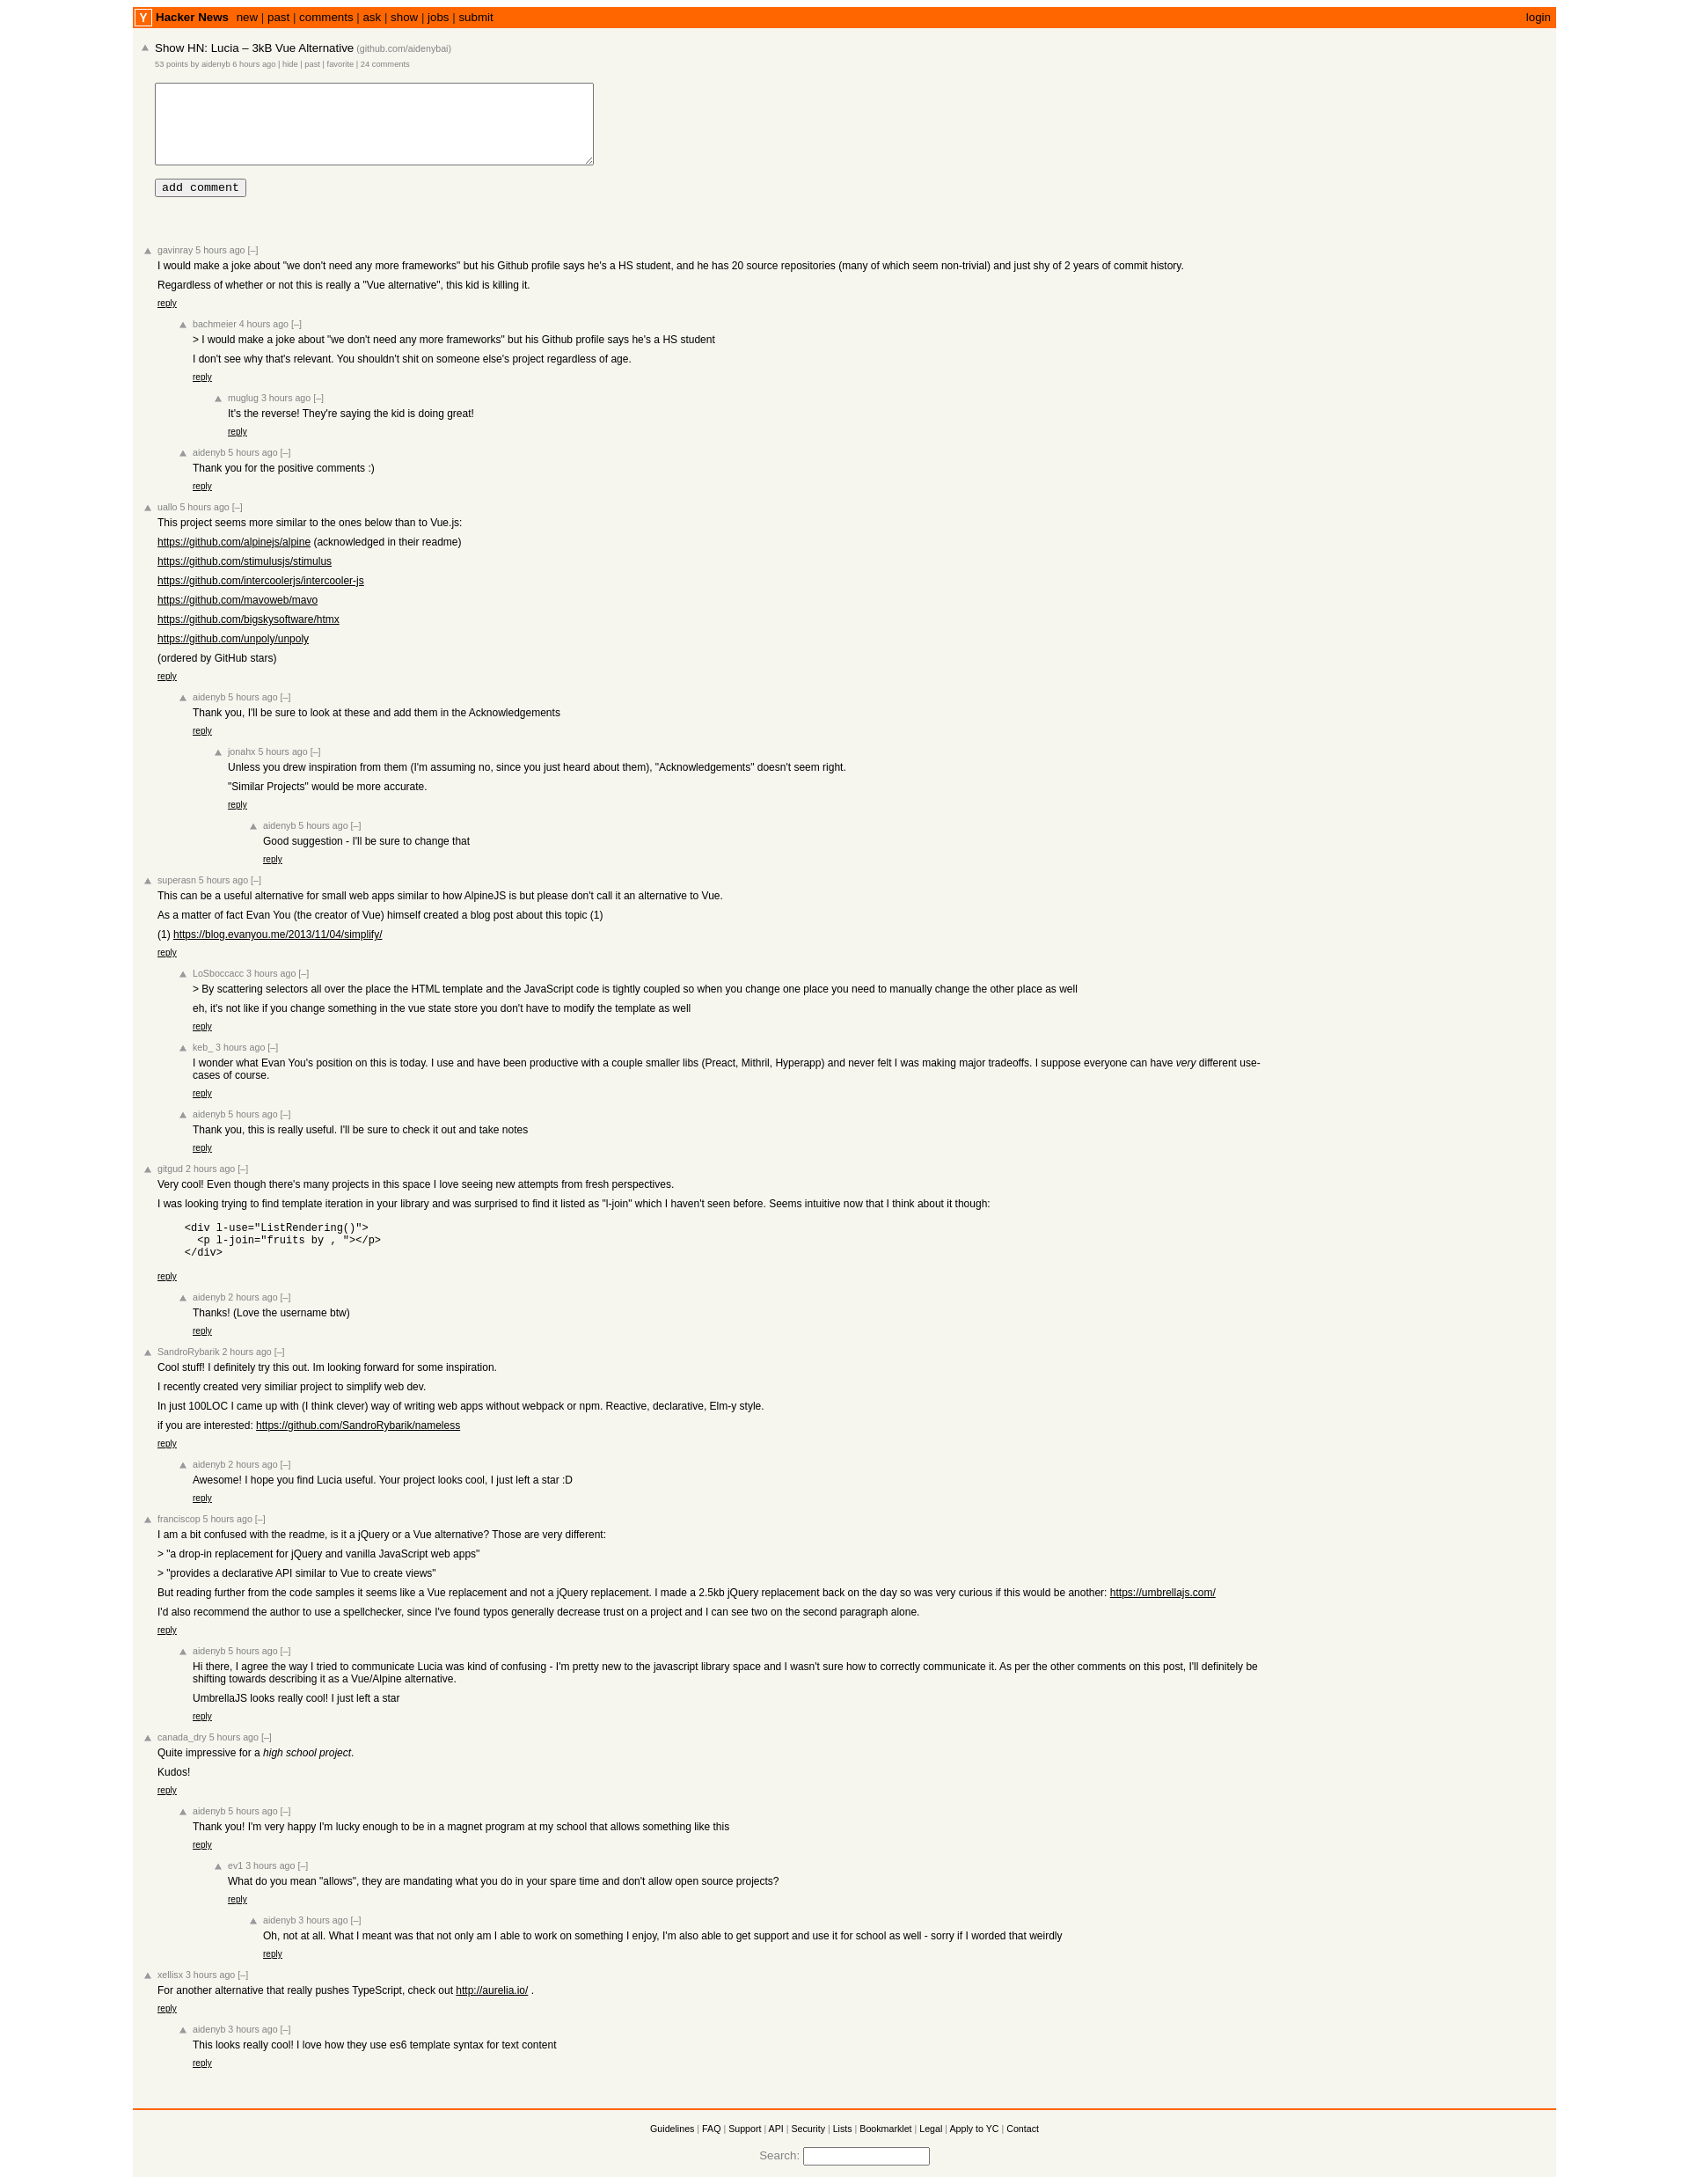 Y Hacker News new | past | comments | ask | show | jobs | submit login
Show HN: Lucia – 3kB Vue Alternative (github.com/aidenybai)
53 points by aidenyb 6 hours ago | hide | past | favorite | 24 comments
add comment
gavinray 5 hours ago [–]
I would make a joke about "we don't need any more frameworks" but his Github profile says he's a HS student, and he has 20 source repositories (many of which seem non-trivial) and just shy of 2 years of commit history.
Regardless of whether or not this is really a "Vue alternative", this kid is killing it.
reply
bachmeier 4 hours ago [–]
> I would make a joke about "we don't need any more frameworks" but his Github profile says he's a HS student
I don't see why that's relevant. You shouldn't shit on someone else's project regardless of age.
reply
muglug 3 hours ago [–]
It's the reverse! They're saying the kid is doing great!
reply
aidenyb 5 hours ago [–]
Thank you for the positive comments :)
reply
uallo 5 hours ago [–]
This project seems more similar to the ones below than to Vue.js:
https://github.com/alpinejs/alpine (acknowledged in their readme)
https://github.com/stimulusjs/stimulus
https://github.com/intercoolerjs/intercooler-js
https://github.com/mavoweb/mavo
https://github.com/bigskysoftware/htmx
https://github.com/unpoly/unpoly
(ordered by GitHub stars)
reply
aidenyb 5 hours ago [–]
Thank you, I'll be sure to look at these and add them in the Acknowledgements
reply
jonahx 5 hours ago [–]
Unless you drew inspiration from them (I'm assuming no, since you just heard about them), "Acknowledgements" doesn't seem right.
"Similar Projects" would be more accurate.
reply
aidenyb 5 hours ago [–]
Good suggestion - I'll be sure to change that
reply
superasn 5 hours ago [–]
This can be a useful alternative for small web apps similar to how AlpineJS is but please don't call it an alternative to Vue.
As a matter of fact Evan You (the creator of Vue) himself created a blog post about this topic (1)
(1) https://blog.evanyou.me/2013/11/04/simplify/
reply
LoSboccacc 3 hours ago [–]
> By scattering selectors all over the place the HTML template and the JavaScript code is tightly coupled so when you change one place you need to manually change the other place as well
eh, it's not like if you change something in the vue state store you don't have to modify the template as well
reply
keb_ 3 hours ago [–]
I wonder what Evan You's position on this is today. I use and have been productive with a couple smaller libs (Preact, Mithril, Hyperapp) and never felt I was making major tradeoffs. I suppose everyone can have very different use-
cases of course.
reply
aidenyb 5 hours ago [–]
Thank you, this is really useful. I'll be sure to check it out and take notes
reply
gitgud 2 hours ago [–]
Very cool! Even though there's many projects in this space I love seeing new attempts from fresh perspectives.
I was looking trying to find template iteration in your library and was surprised to find it listed as "l-join" which I haven't seen before. Seems intuitive now that I think about it though:
<div l-use="ListRendering()">
<p l-join="fruits by , "></p>
</div>
reply
aidenyb 2 hours ago [–]
Thanks! (Love the username btw)
reply
SandroRybarik 2 hours ago [–]
Cool stuff! I definitely try this out. Im looking forward for some inspiration.
I recently created very similiar project to simplify web dev.
In just 100LOC I came up with (I think clever) way of writing web apps without webpack or npm. Reactive, declarative, Elm-y style.
if you are interested: https://github.com/SandroRybarik/nameless
reply
aidenyb 2 hours ago [–]
Awesome! I hope you find Lucia useful. Your project looks cool, I just left a star :D
reply
franciscop 5 hours ago [–]
I am a bit confused with the readme, is it a jQuery or a Vue alternative? Those are very different:
> "a drop-in replacement for jQuery and vanilla JavaScript web apps"
> "provides a declarative API similar to Vue to create views"
But reading further from the code samples it seems like a Vue replacement and not a jQuery replacement. I made a 2.5kb jQuery replacement back on the day so was very curious if this would be another: https://umbrellajs.com/
I'd also recommend the author to use a spellchecker, since I've found typos generally decrease trust on a project and I can see two on the second paragraph alone.
reply
aidenyb 5 hours ago [–]
Hi there, I agree the way I tried to communicate Lucia was kind of confusing - I'm pretty new to the javascript library space and I wasn't sure how to correctly communicate it. As per the other comments on this post, I'll definitely be
shifting towards describing it as a Vue/Alpine alternative.
UmbrellaJS looks really cool! I just left a star
reply
canada_dry 5 hours ago [–]
Quite impressive for a high school project.
Kudos!
reply
aidenyb 5 hours ago [–]
Thank you! I'm very happy I'm lucky enough to be in a magnet program at my school that allows something like this
reply
ev1 3 hours ago [–]
What do you mean "allows", they are mandating what you do in your spare time and don't allow open source projects?
reply
aidenyb 3 hours ago [–]
Oh, not at all. What I meant was that not only am I able to work on something I enjoy, I'm also able to get support and use it for school as well - sorry if I worded that weirdly
reply
xellisx 3 hours ago [–]
For another alternative that really pushes TypeScript, check out http://aurelia.io/ .
reply
aidenyb 3 hours ago [–]
This looks really cool! I love how they use es6 template syntax for text content
reply
Guidelines | FAQ | Support | API | Security | Lists | Bookmarklet | Legal | Apply to YC | Contact
Search: